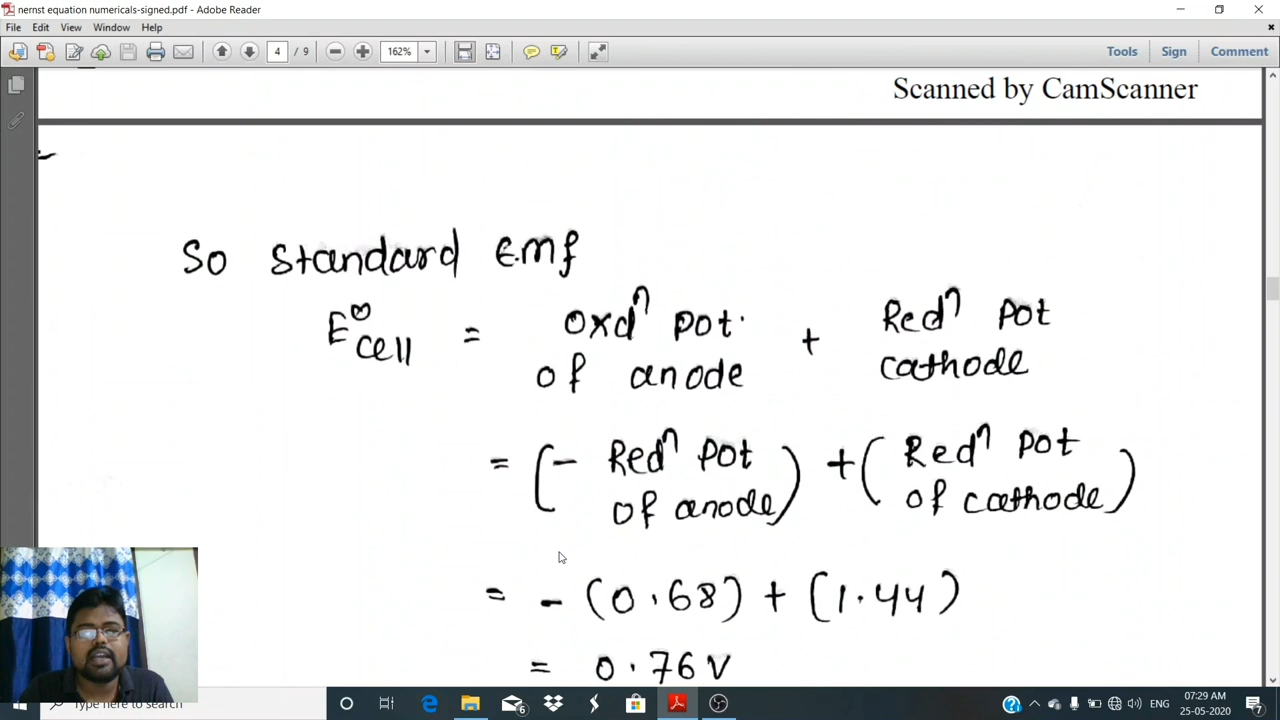 nernst equation numericals-signed.pdf - Adobe Reader
File Edit View Window Help
4 / 9 162% Tools Sign Comment
Scanned by CamScanner
So standard Emf
E° cell = oxdⁿ pot. of anode + Redⁿ pot cathode
= (- Redⁿ pot of anode) + (Redⁿ pot of cathode)
= - (0.68) + (1.44)
= 0.76 V
Type here to search
6
ENG
07:29 AM
25-05-2020
7